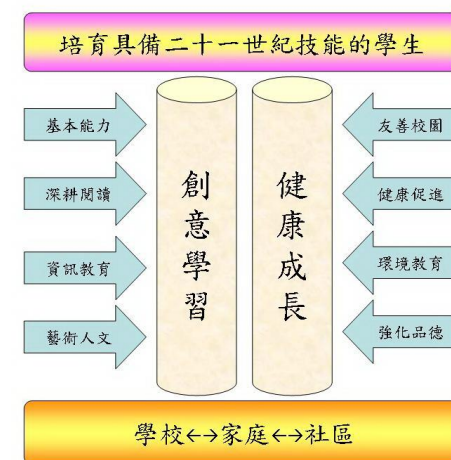 培育具備二十一世紀技能的學生
基本能力
深耕閱讀
資訊教育
藝術人文
創意學習
健康成長
友善校園
健康促進
環境教育
強化品德
學校←→家庭←→社區